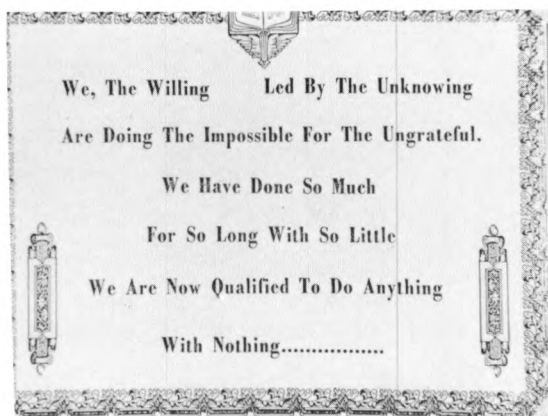 We, The Willing Led By The Unknowing
Are Doing The Impossible For The Ungrateful.
We Have Done So Much
For So Long With So Little
We Are Now Qualified To Do Anything
With Nothing.................